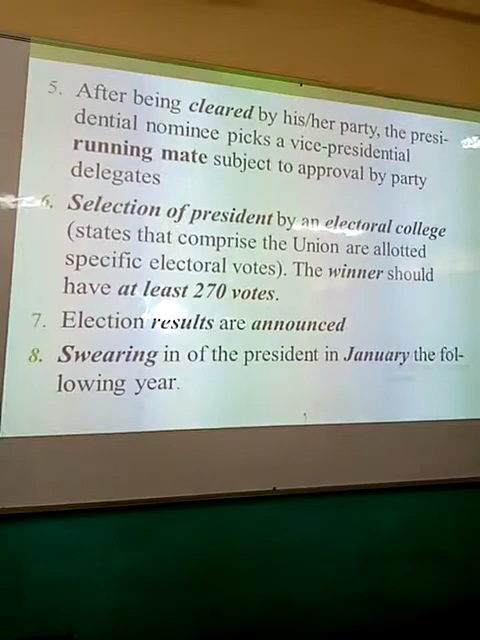 5. After being cleared by his/her party, the presi-
dential nominee picks a vice-presidential
running mate subject to approval by party
delegates
6. Selection of president by an electoral college
(states that comprise the Union are allotted
specific electoral votes). The winner should
have at least 270 votes.
7. Election results are announced
8. Swearing in of the president in January the fol-
lowing year.